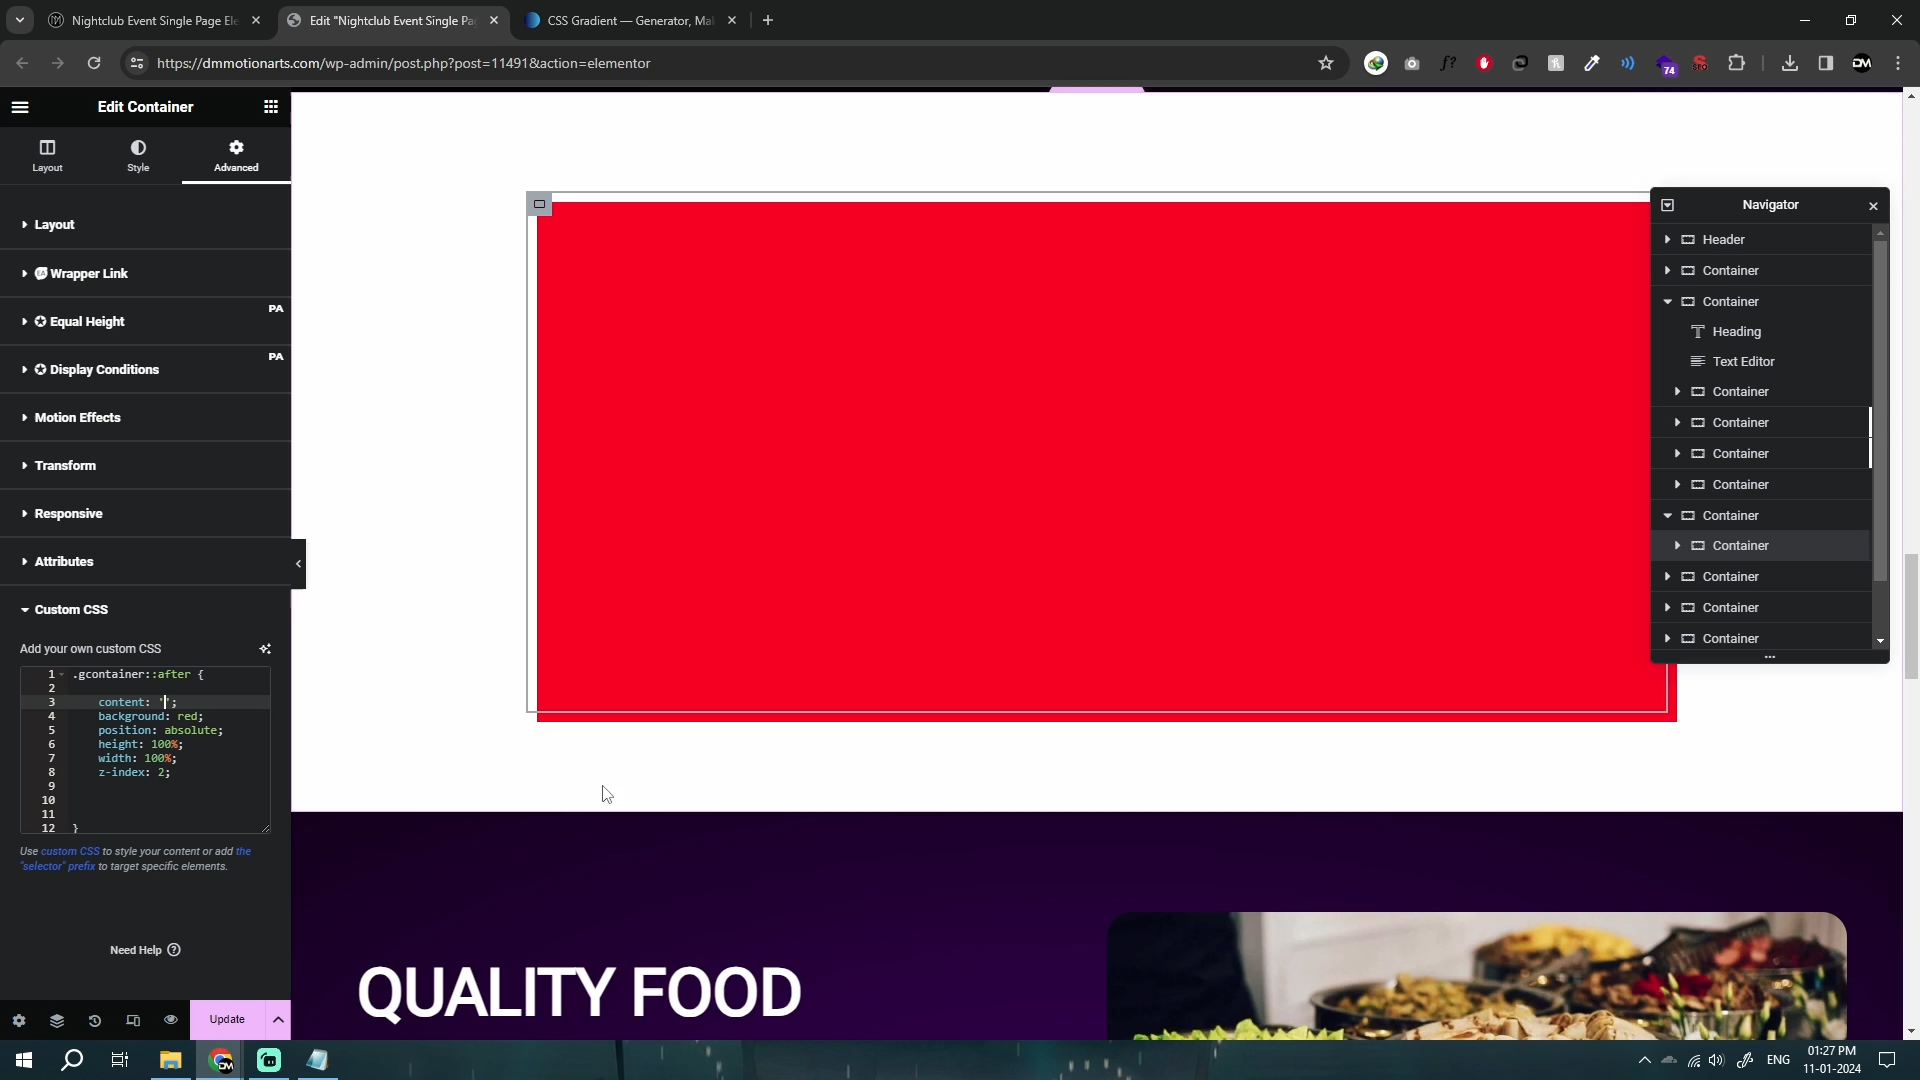 Nightclub Event Single Page Ele
Edit "Nightclub Event Single Pa
CSS Gradient — Generator, Ma
https://dmmotionarts.com/wp-admin/post.php?post=11491&action=elementor
f?
74
DM
Edit Container
Layout
Style
Advanced
Layout
Wrapper Link
Equal Height
PA
Display Conditions
PA
Motion Effects
Transform
Responsive
Attributes
Custom CSS
Add your own custom CSS
1 .gcontainer::after {
2
3 content: '';
4 background: red;
5 position: absolute;
6 height: 100%;
7 width: 100%;
8 z-index: 2;
9
10
11
12 }
Use custom CSS to style your content or add the
"selector" prefix to target specific elements.
Need Help
Update
Navigator
Header
Container
Container
Heading
Text Editor
Container
Container
Container
Container
Container
Container
Container
Container
Container
QUALITY FOOD
ENG
01:27 PM
11-01-2024